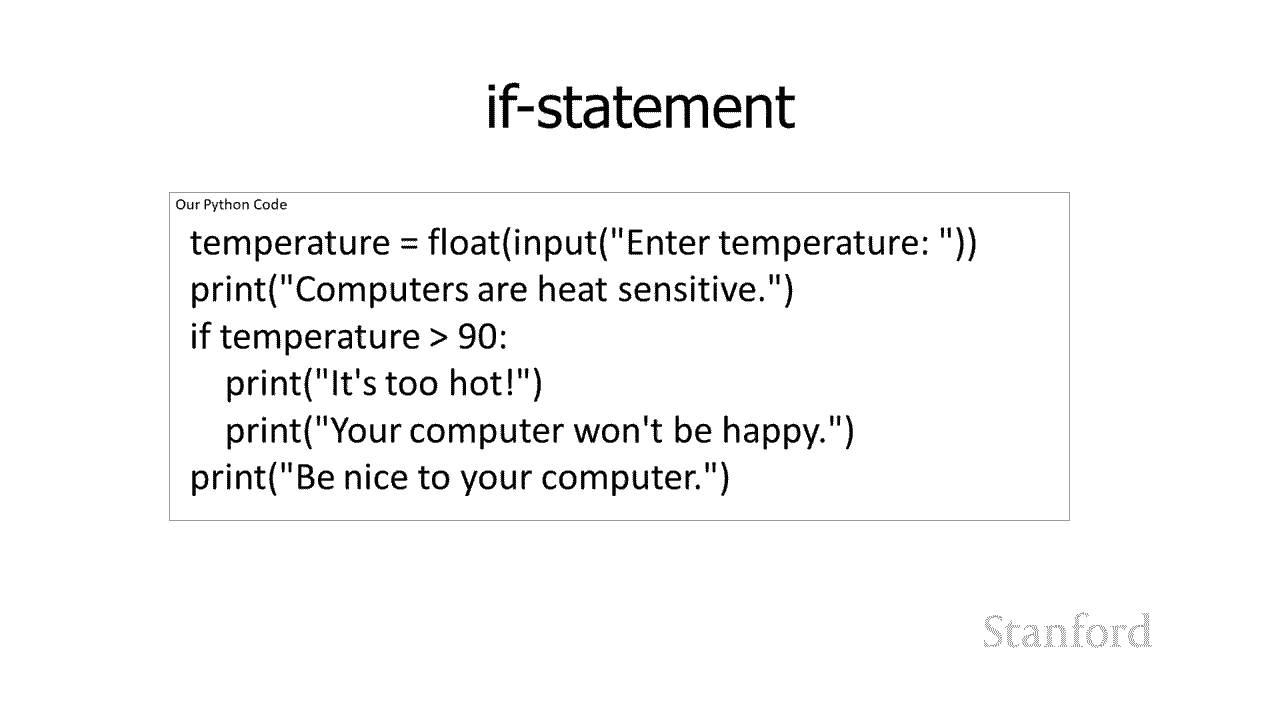 if-statement
Our Python Code
temperature = float(input("Enter temperature: "))
print("Computers are heat sensitive.")
if temperature > 90:
    print("It's too hot!")
    print("Your computer won't be happy.")
print("Be nice to your computer.")
Stanford